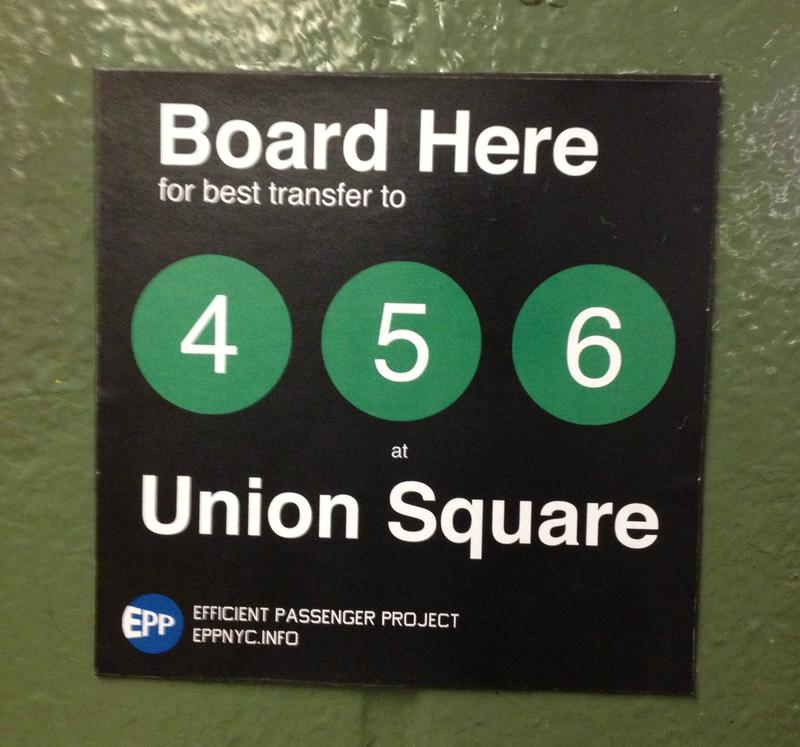 Board Here
for best transfer to
4 5 6
at
Union Square
EPP
EFFICIENT PASSENGER PROJECT
EPPNYC.INFO